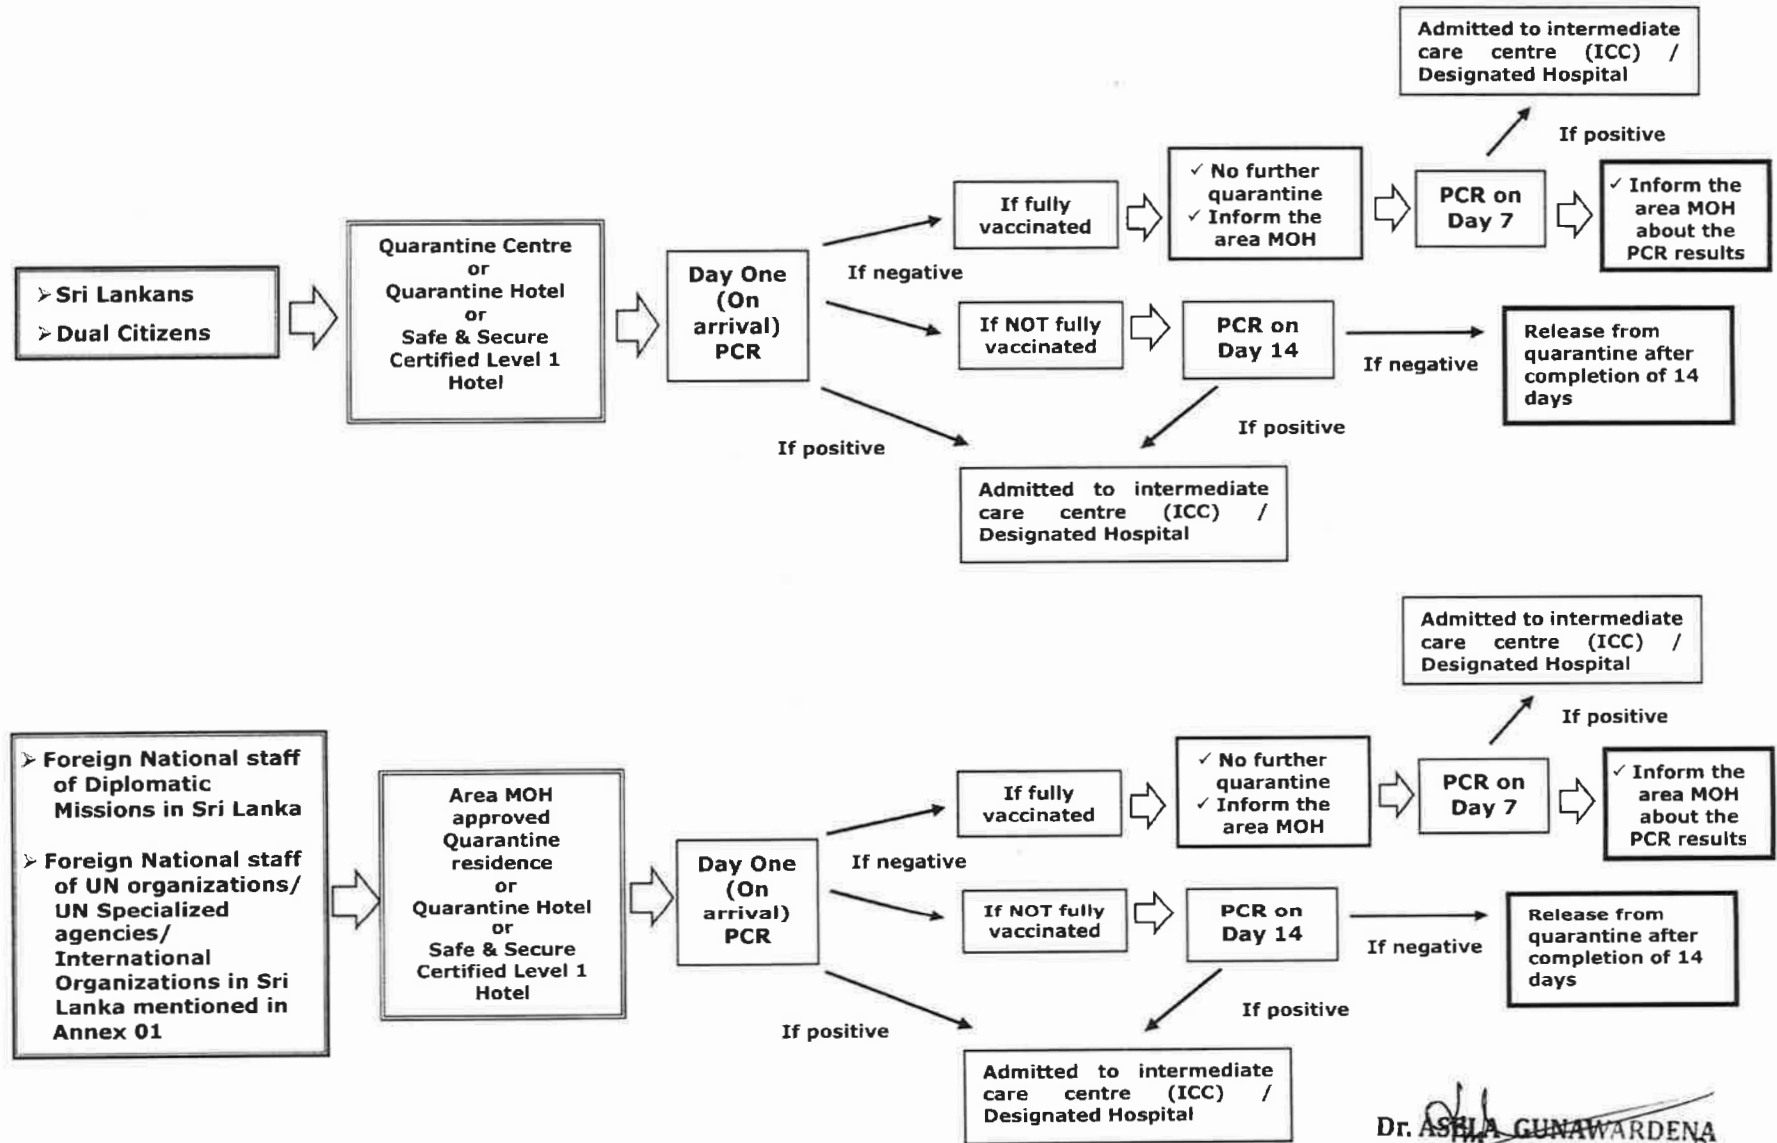 ➢ Sri Lankans
➢ Dual Citizens
Quarantine Centre
or
Quarantine Hotel
or
Safe & Secure
Certified Level 1
Hotel
Day One
(On
arrival)
PCR
If negative
If positive
If fully
vaccinated
✓ No further
quarantine
✓ Inform the
area MOH
PCR on
Day 7
If positive
Admitted to intermediate
care centre (ICC) /
Designated Hospital
✓ Inform the
area MOH
about the
PCR results
If NOT fully
vaccinated
PCR on
Day 14
If negative
Release from
quarantine after
completion of 14
days
If positive
Admitted to intermediate
care centre (ICC) /
Designated Hospital
➢ Foreign National staff
of Diplomatic
Missions in Sri Lanka
➢ Foreign National staff
of UN organizations/
UN Specialized
agencies/
International
Organizations in Sri
Lanka mentioned in
Annex 01
Area MOH
approved
Quarantine
residence
or
Quarantine Hotel
or
Safe & Secure
Certified Level 1
Hotel
Day One
(On
arrival)
PCR
If negative
If positive
If fully
vaccinated
✓ No further
quarantine
✓ Inform the
area MOH
PCR on
Day 7
If positive
Admitted to intermediate
care centre (ICC) /
Designated Hospital
✓ Inform the
area MOH
about the
PCR results
If NOT fully
vaccinated
PCR on
Day 14
If negative
Release from
quarantine after
completion of 14
days
If positive
Admitted to intermediate
care centre (ICC) /
Designated Hospital
Dr. ASELA GUNAWARDENA